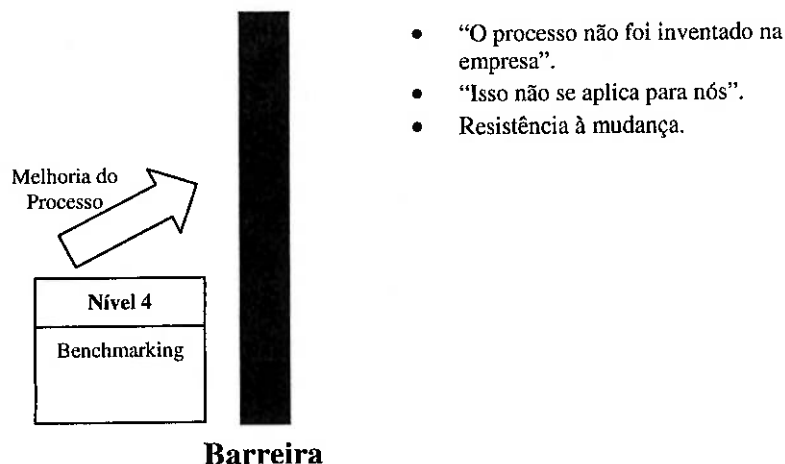 • “O processo não foi inventado na
empresa”.
• “Isso não se aplica para nós”.
• Resistência à mudança.
Melhoria do
Processo
Nível 4
Benchmarking
Barreira